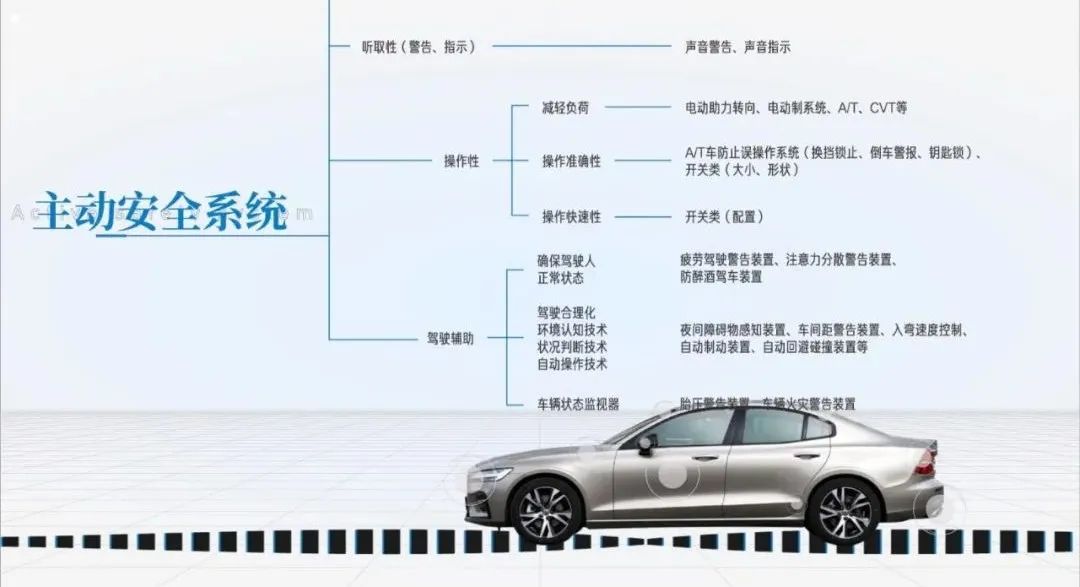 听取性（警告、指示）
声音警告、声音指示
减轻负荷
电动助力转向、电动制系统、A/T、CVT等
操作性
操作准确性
A/T车防止误操作系统（换挡锁止、倒车警报、钥匙锁）、
开关类（大小、形状）
操作快速性
开关类（配置）
主动安全系统
确保驾驶人
正常状态
疲劳驾驶警告装置、注意力分散警告装置、
防醉酒驾车装置
驾驶辅助
驾驶合理化
环境认知技术
状况判断技术
自动操作技术
夜间障碍物感知装置、车间距警告装置、入弯速度控制、
自动制动装置、自动回避碰撞装置等
车辆状态监视器
胎压警告装置、车辆火灾警告装置